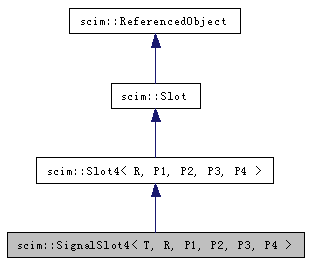 scim::ReferencedObject
scim::Slot
scim::Slot4< R, P1, P2, P3, P4 >
scim::SignalSlot4< T, R, P1, P2, P3, P4 >